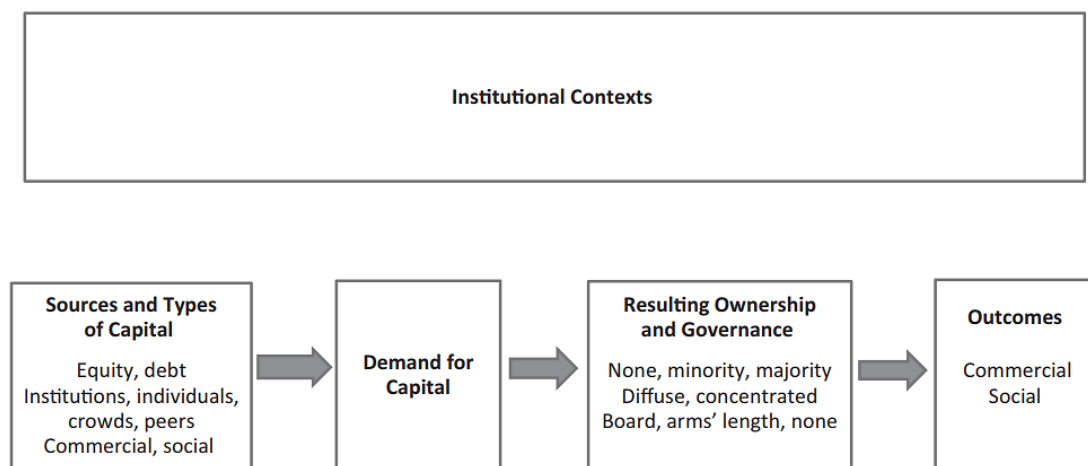 Institutional Contexts
Sources and Types
of Capital
Equity, debt
Institutions, individuals,
crowds, peers
Commercial, social
Demand for
Capital
Resulting Ownership
and Governance
None, minority, majority
Diffuse, concentrated
Board, arms’ length, none
Outcomes
Commercial
Social